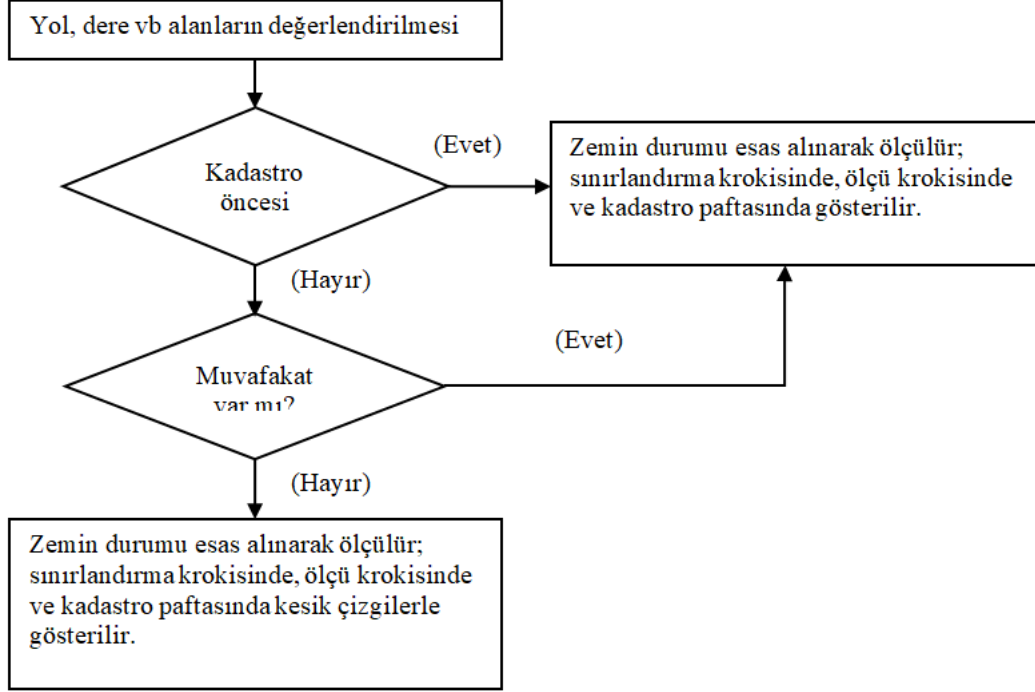 Yol, dere vb alanların değerlendirilmesi
(Evet)
Kadastro
öncesi
Zemin durumu esas alınarak ölçülür;
sınırlandırma krokisinde, ölçü krokisinde
ve kadastro paftasında gösterilir.
(Hayır)
(Evet)
Muvafakat
var mı?
(Hayır)
Zemin durumu esas alınarak ölçülür;
sınırlandırma krokisinde, ölçü krokisinde
ve kadastro paftasında kesik çizgilerle
gösterilir.